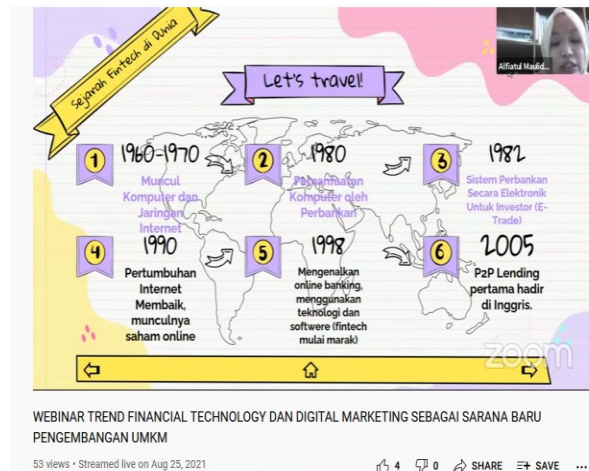 Sejarah Fintech di Dunia
Let's travel!
Alfiatul Maulid...
1
1960-1970
Muncul
Komputer dan
Jaringan
Internet
2
1980
Pemanfaatan
Komputer oleh
Perbankan
3
1982
Sistem Perbankan
Secara Elektronik
Untuk Investor (E-
Trade)
4
1990
Pertumbuhan
Internet
Membaik,
munculnya
saham online
5
1998
Mengenalkan
online banking,
menggunakan
teknologi dan
softwere (fintech
mulai marak)
6
2005
P2P Lending
pertama hadir
di Inggris.
zoom
WEBINAR TREND FINANCIAL TECHNOLOGY DAN DIGITAL MARKETING SEBAGAI SARANA BARU
PENGEMBANGAN UMKM
53 views • Streamed live on Aug 25, 2021
4 0 SHARE SAVE ...